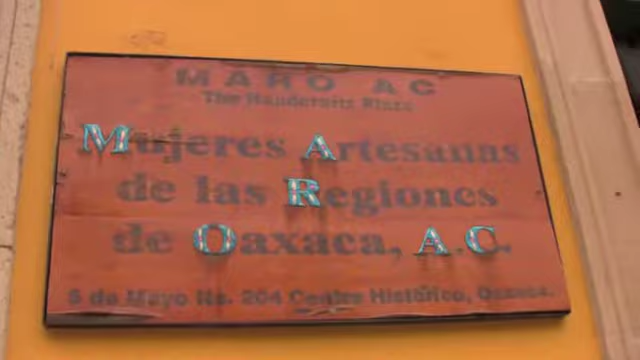 MARO AC
The Handcrafts Plaza
Mujeres Artesanas
de las Regiones
de Oaxaca, A.C.
5 de Mayo No. 204 Centro Histórico, Oaxaca.